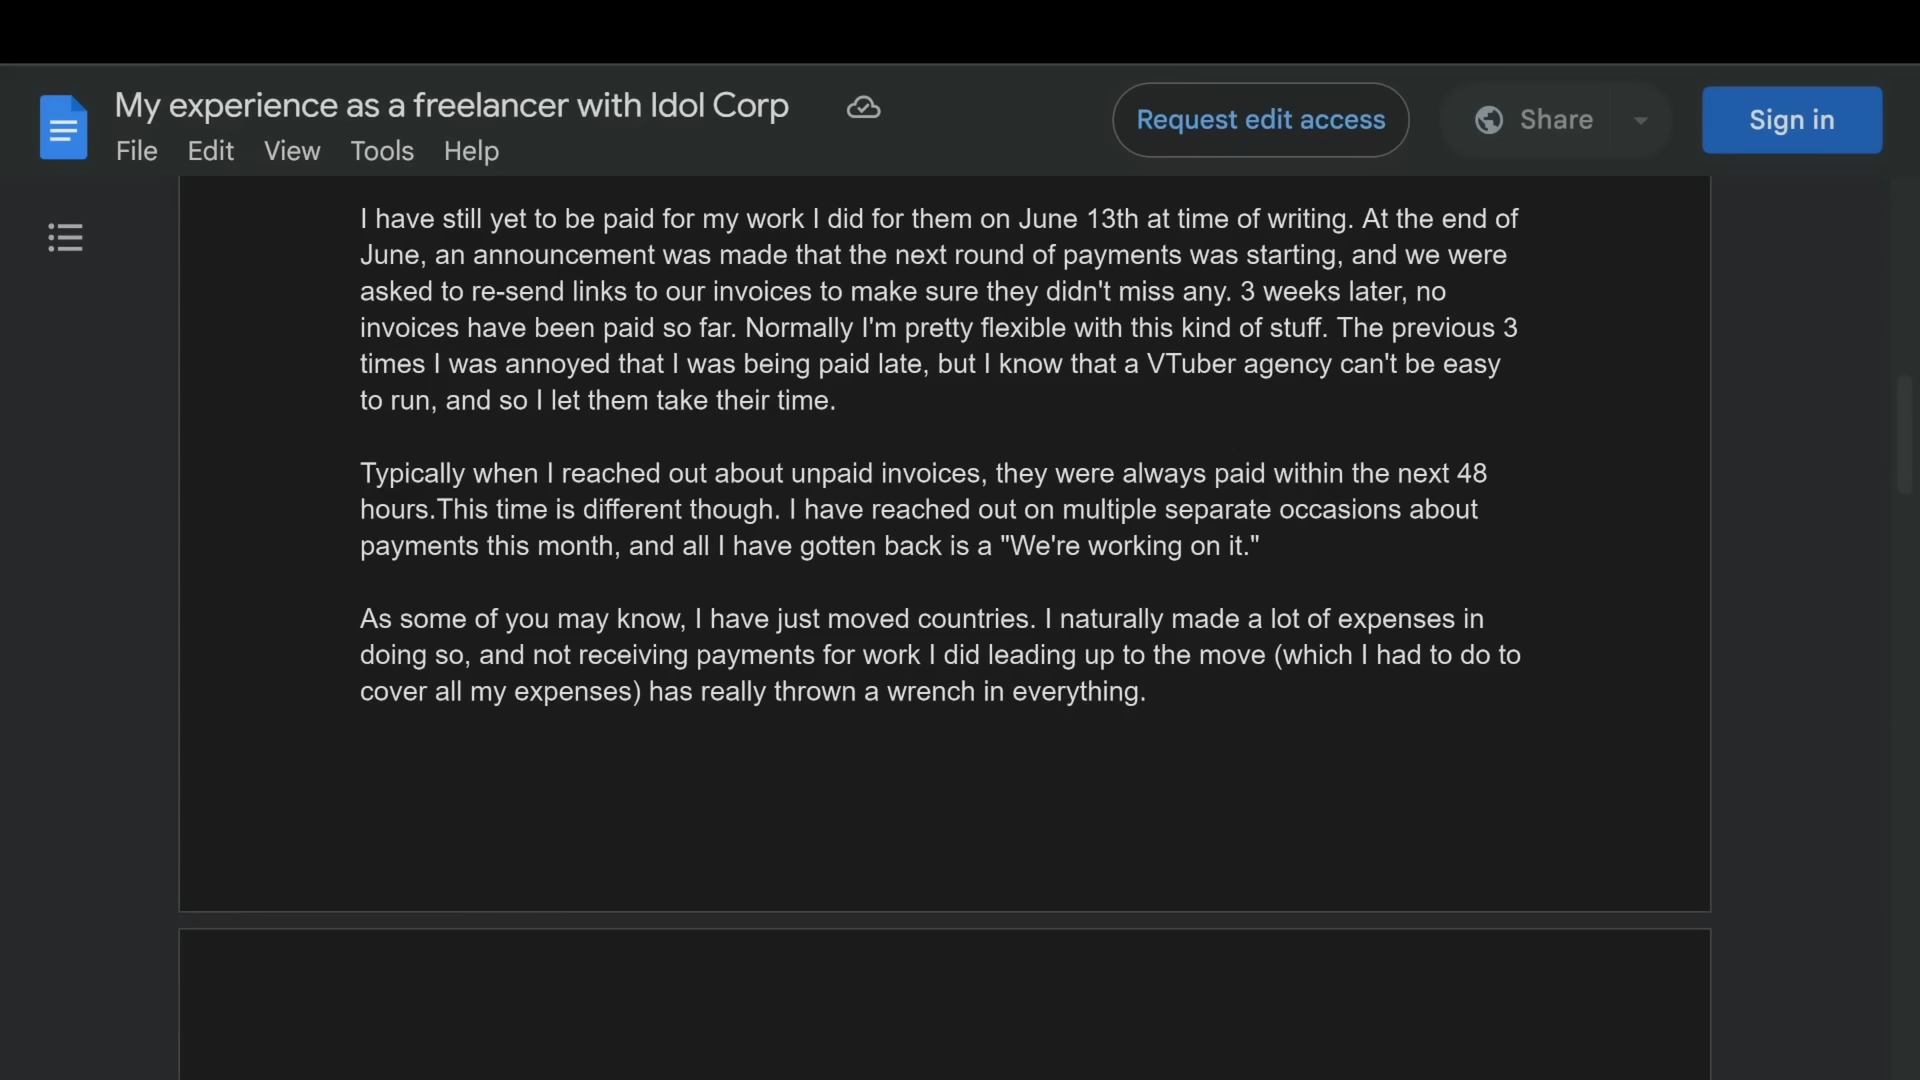 My experience as a freelancer with Idol Corp
Request edit access
Share
Sign in
File Edit View Tools Help
I have still yet to be paid for my work I did for them on June 13th at time of writing. At the end of
June, an announcement was made that the next round of payments was starting, and we were
asked to re-send links to our invoices to make sure they didn't miss any. 3 weeks later, no
invoices have been paid so far. Normally I'm pretty flexible with this kind of stuff. The previous 3
times I was annoyed that I was being paid late, but I know that a VTuber agency can't be easy
to run, and so I let them take their time.
Typically when I reached out about unpaid invoices, they were always paid within the next 48
hours.This time is different though. I have reached out on multiple separate occasions about
payments this month, and all I have gotten back is a "We're working on it."
As some of you may know, I have just moved countries. I naturally made a lot of expenses in
doing so, and not receiving payments for work I did leading up to the move (which I had to do to
cover all my expenses) has really thrown a wrench in everything.